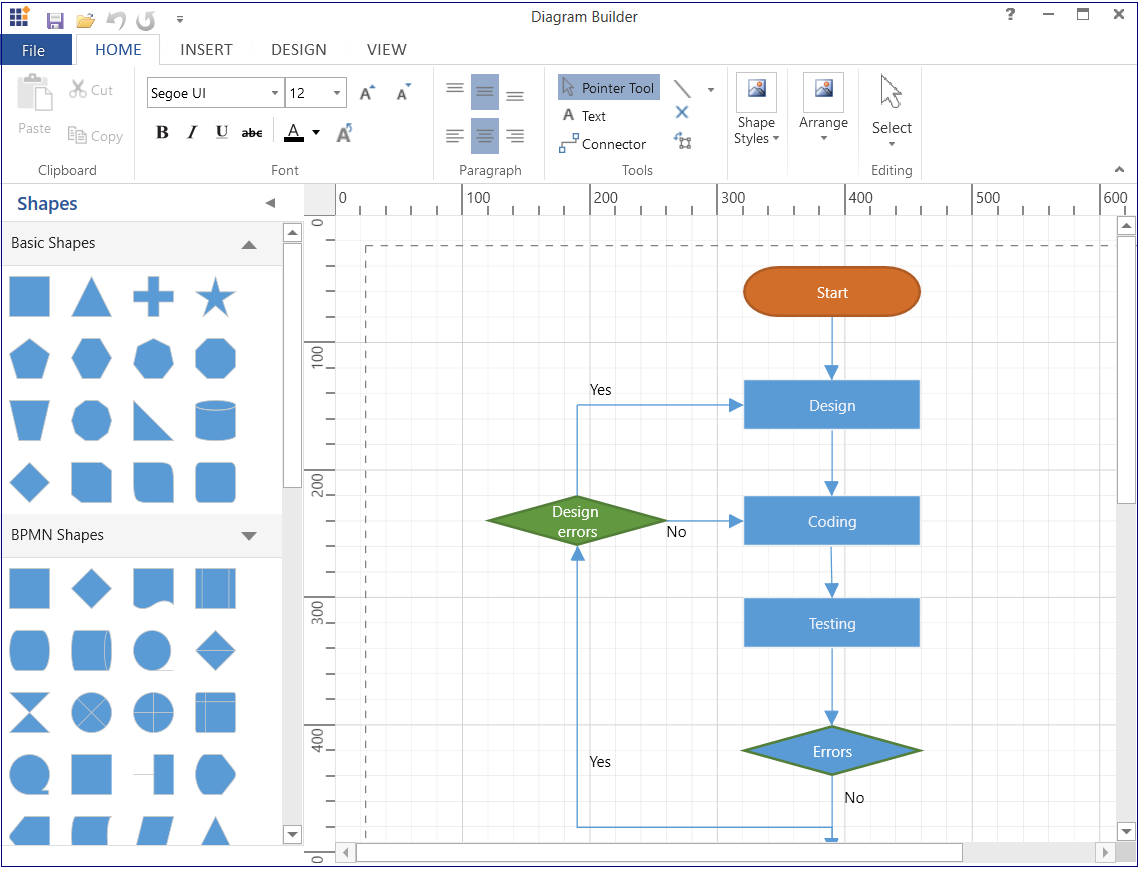 Diagram Builder
?
File HOME INSERT DESIGN VIEW
Paste
Cut
Copy
Clipboard
Segoe UI 12 A A
B I U abc A A
Font
Paragraph
Pointer Tool
A Text
Connector
Tools
Shape
Styles
Arrange
Select
Editing
Shapes
Basic Shapes
BPMN Shapes
0 100 200 300 400 500 600
0
100
200
300
400
0
Start
Yes
Design
Design
errors
No
Coding
Testing
Errors
Yes
No